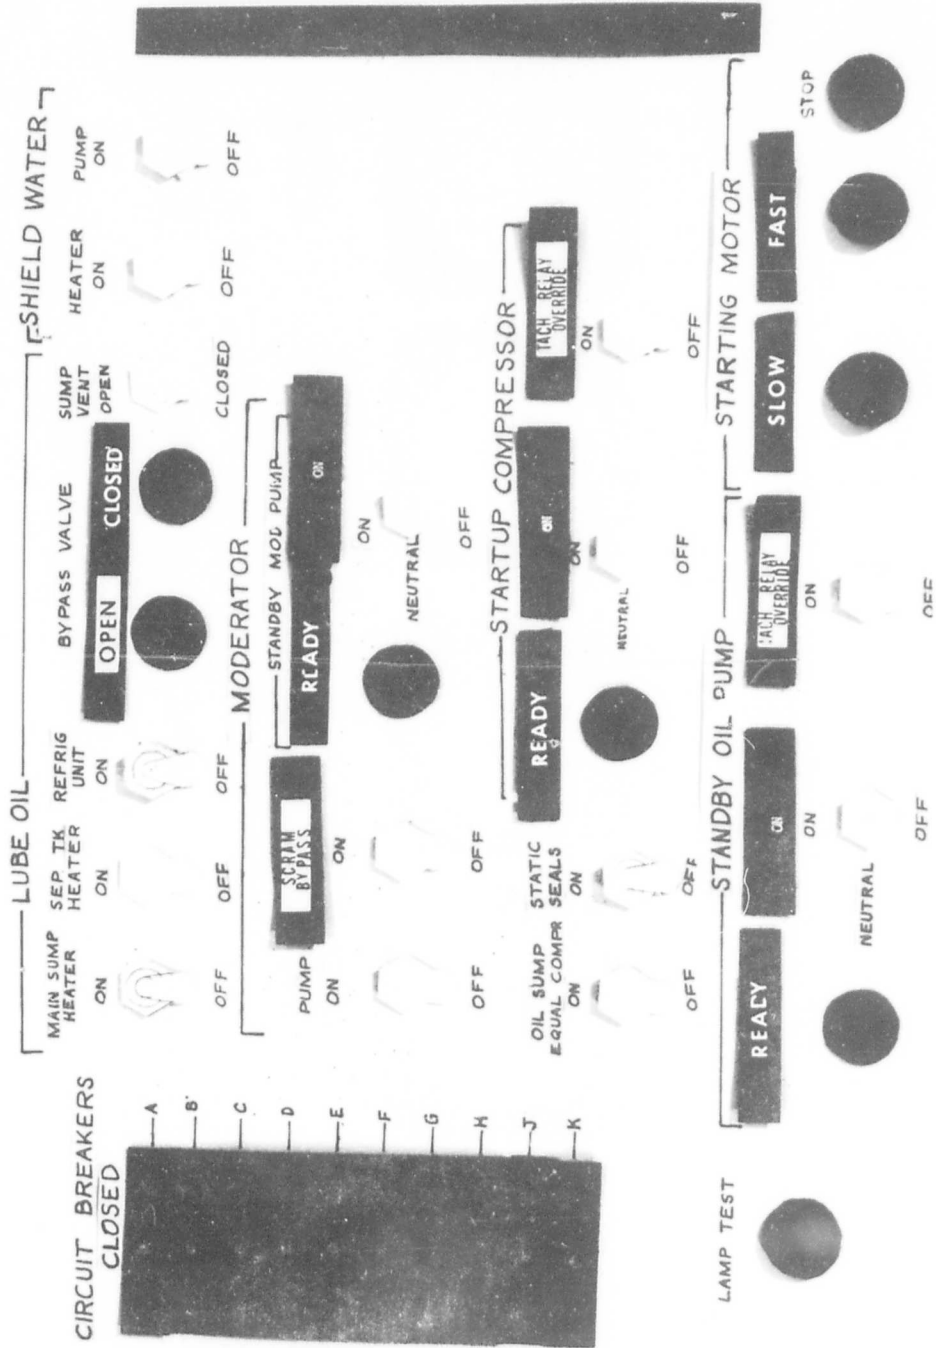 CIRCUIT BREAKERS
CLOSED
A
B
C
D
E
F
G
H
J
K
LAMP TEST
LUBE OIL
MAIN SUMP
HEATER
ON
OFF
SEP. TK
HEATER
ON
OFF
REFRIG
UNIT
ON
OFF
BYPASS VALVE
OPEN
CLOSED
SUMP
VENT
OPEN
CLOSED
SHIELD WATER
HEATER
ON
OFF
PUMP
ON
OFF
MODERATOR
PUMP
ON
OFF
SCRAM
BYPASS
ON
OFF
STANDBY MOD PUMP
READY
ON
ON
NEUTRAL
OFF
OIL SUMP
EQUAL COMPR
ON
OFF
STATIC
SEALS
ON
OFF
STARTUP COMPRESSOR
READY
ON
ON
NEUTRAL
OFF
TACH RELAY
OVERRIDE
ON
OFF
STANDBY OIL PUMP
READY
ON
ON
NEUTRAL
OFF
TACH RELAY
OVERRIDE
ON
OFF
STARTING MOTOR
SLOW
FAST
STOP